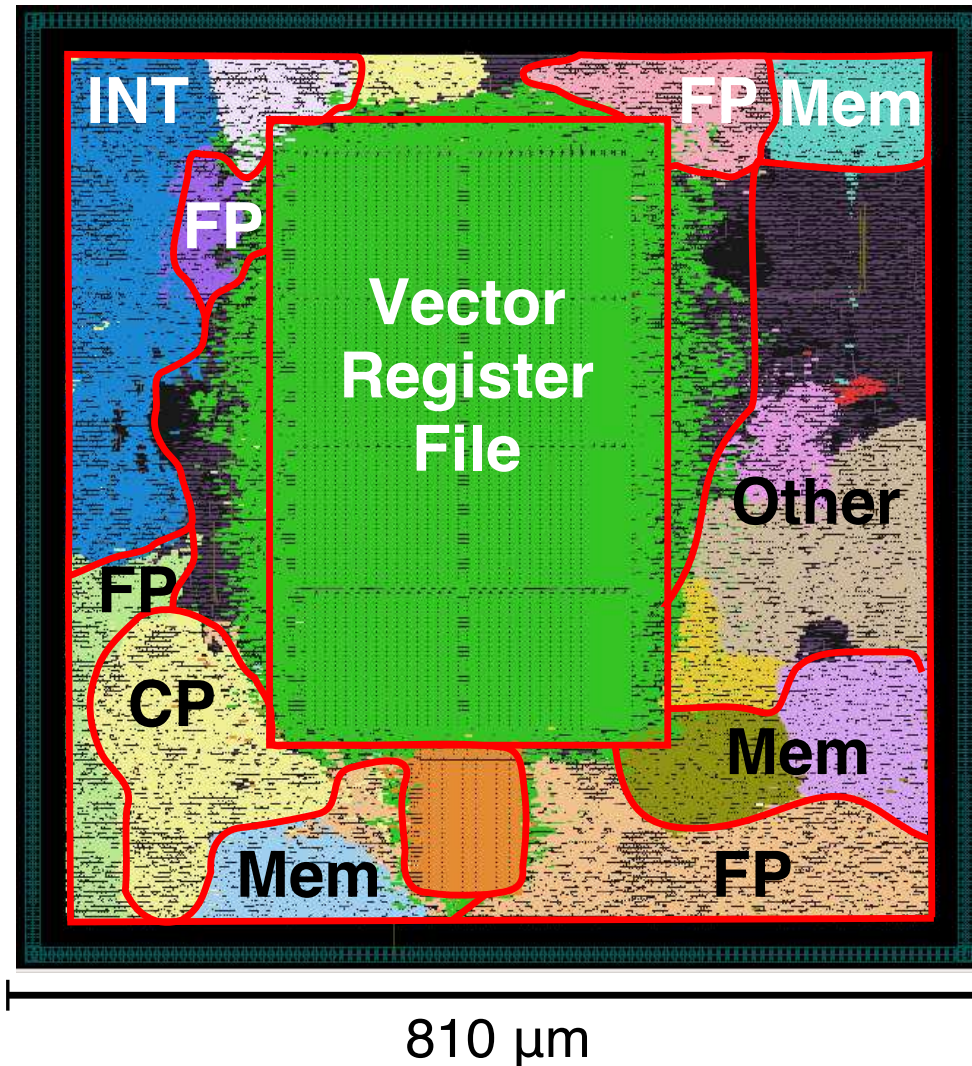 INT
FP
Mem
FP
Vector
Register
File
Other
FP
CP
Mem
Mem
FP
810 µm